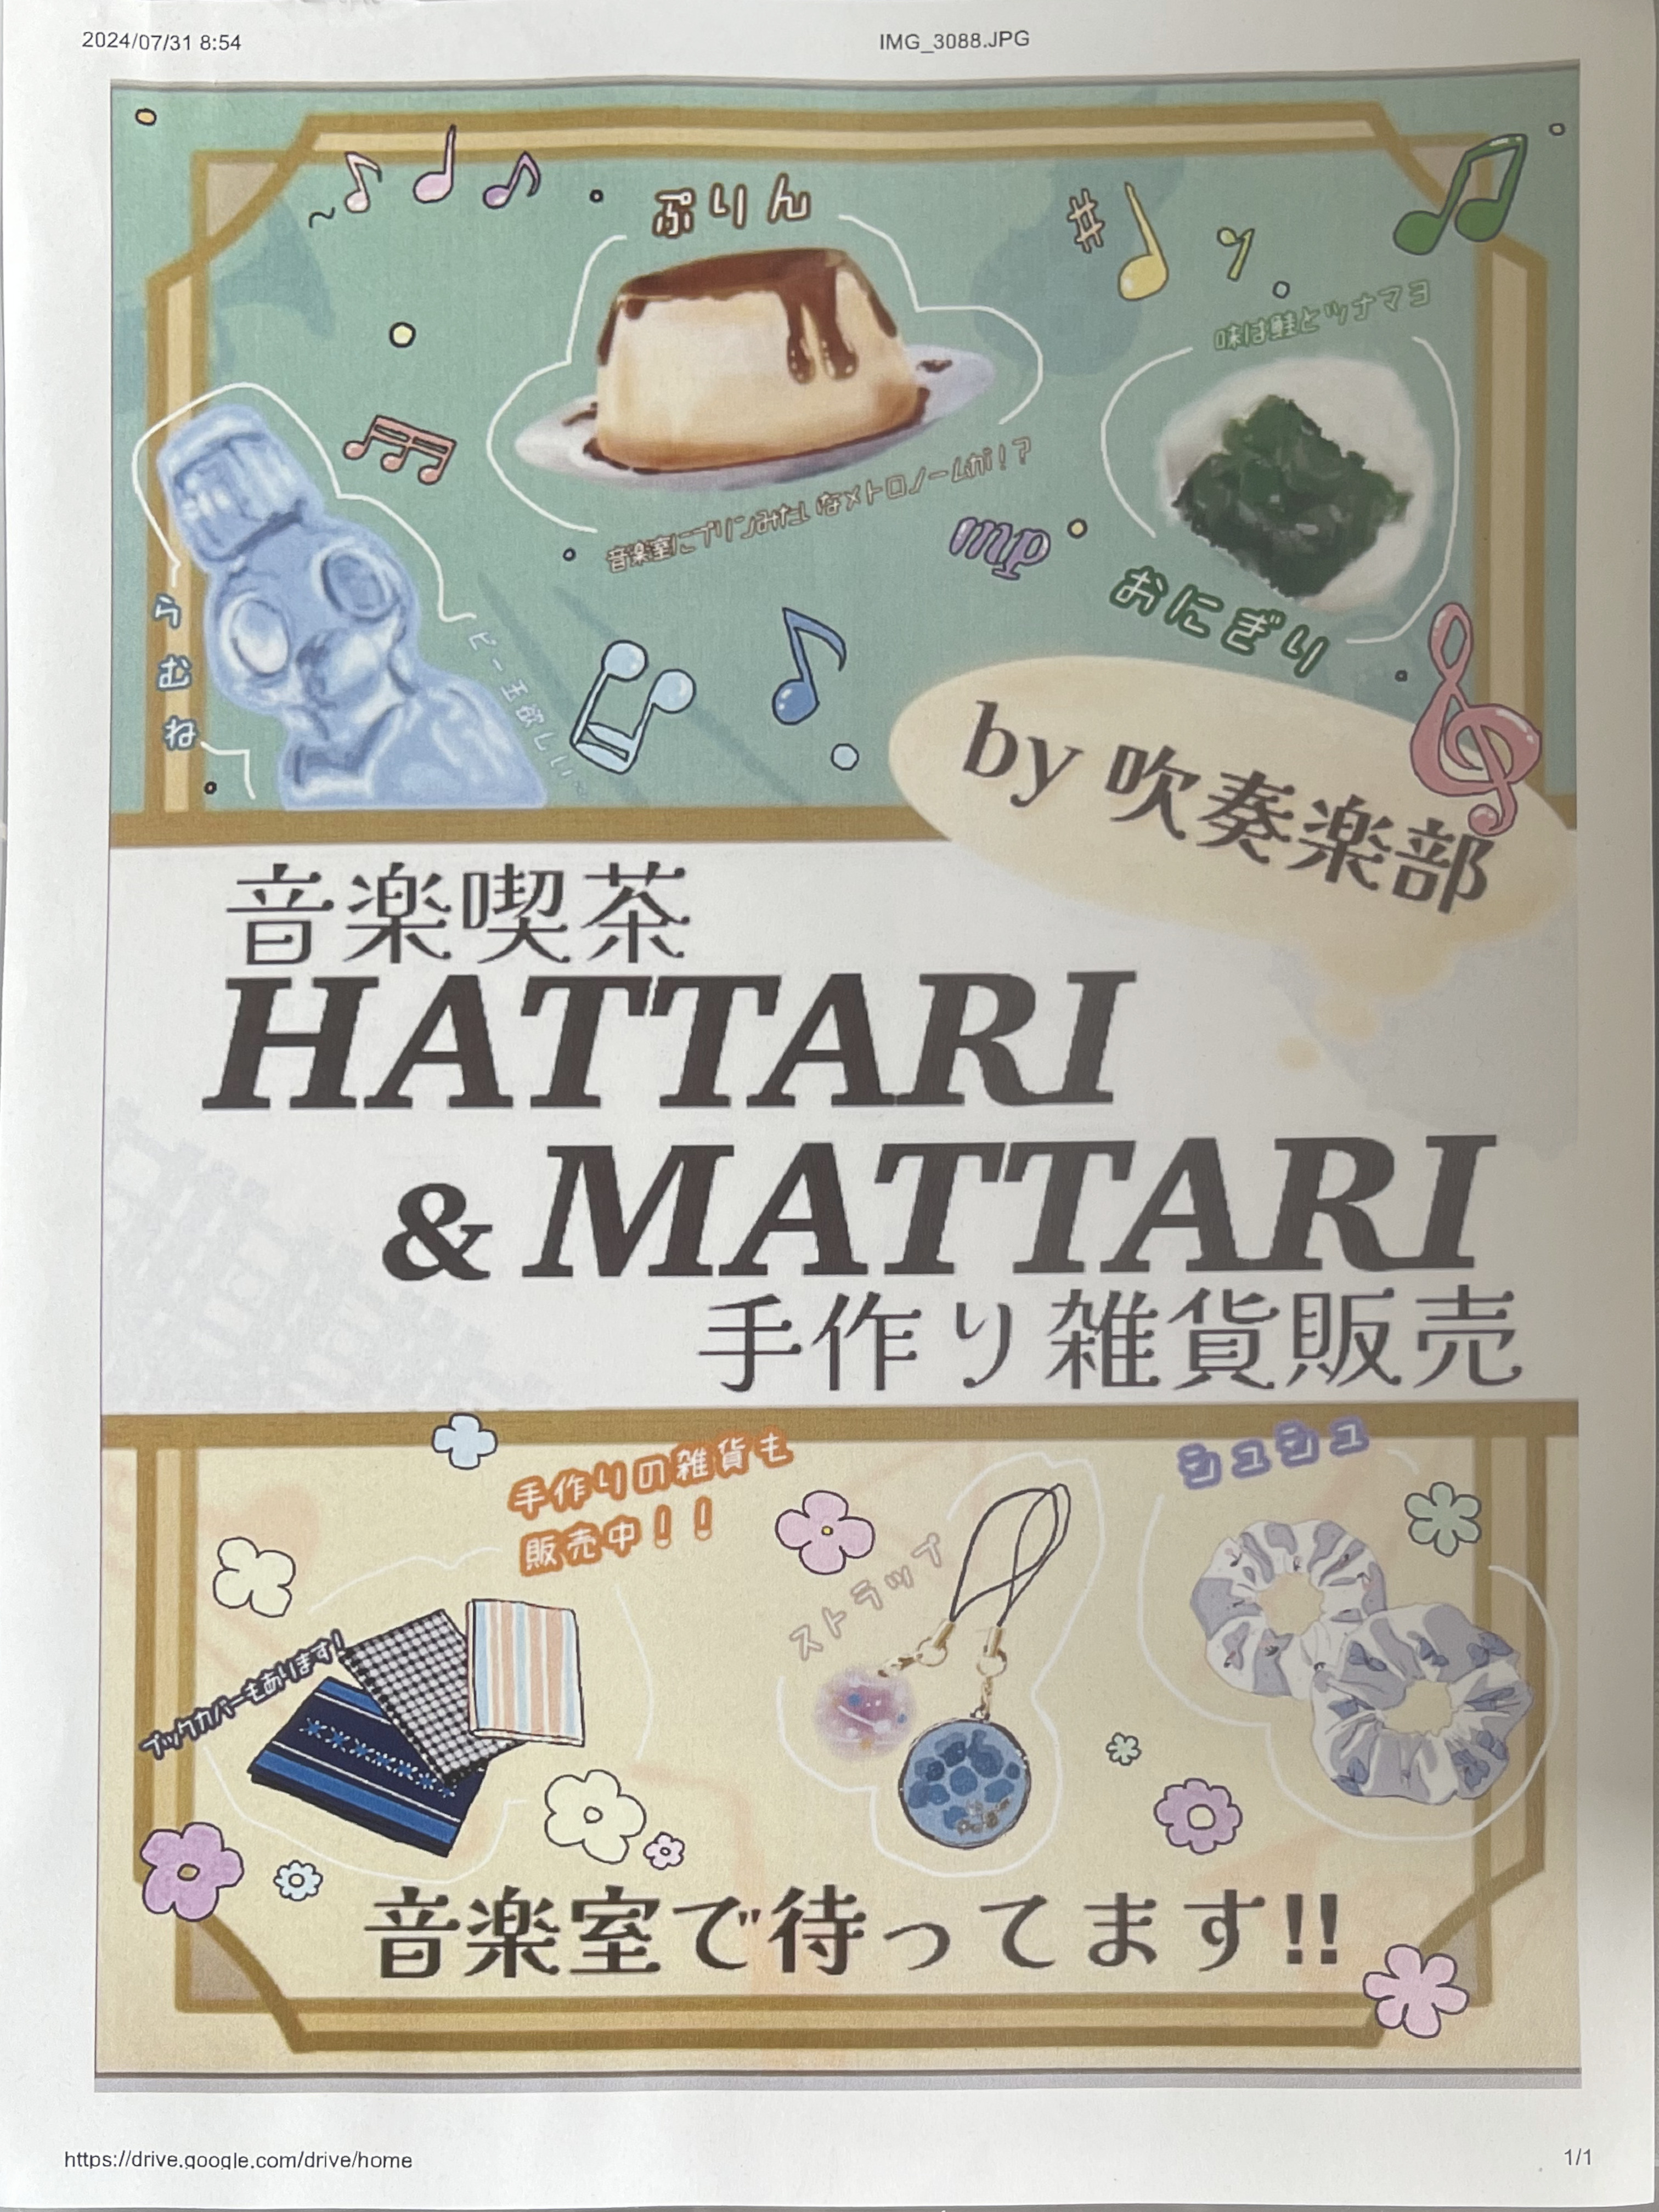 2024/07/31 8:54
IMG_3088.JPG
ぷりん
味は鮭とツナマヨ
音楽室にプリンみたいなメトロノームが!?
mp
おにぎり
らむね
ビー玉欲しい~
by 吹奏楽部
音楽喫茶
HATTARI
& MATTARI
手作り雑貨販売
手作りの雑貨も
販売中!!
シュシュ
ストラップ
ブックカバーもあります!
音楽室で待ってます!!
https://drive.google.com/drive/home
1/1